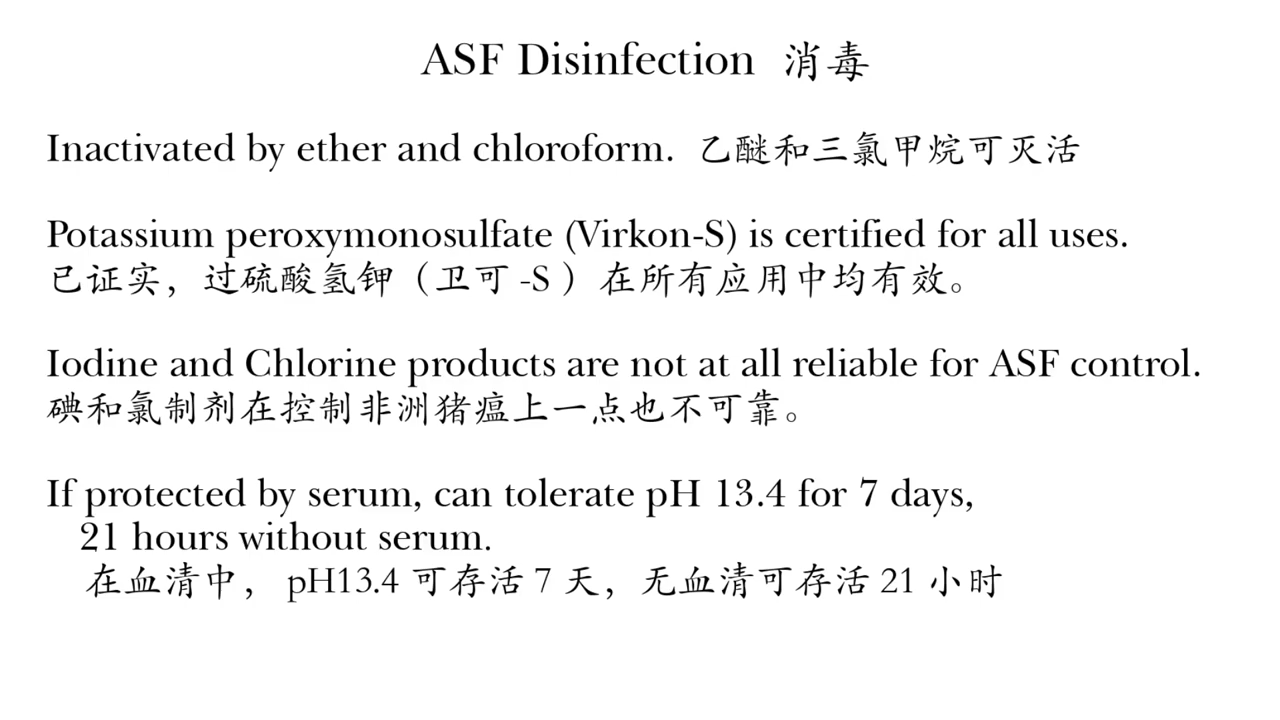 ASF Disinfection 消毒
Inactivated by ether and chloroform. 乙醚和三氯甲烷可灭活
Potassium peroxymonosulfate (Virkon-S) is certified for all uses.
已证实，过硫酸氢钾（卫可 -S ）在所有应用中均有效。
Iodine and Chlorine products are not at all reliable for ASF control.
碘和氯制剂在控制非洲猪瘟上一点也不可靠。
If protected by serum, can tolerate pH 13.4 for 7 days,
21 hours without serum.
在血清中， pH13.4 可存活 7 天，无血清可存活 21 小时